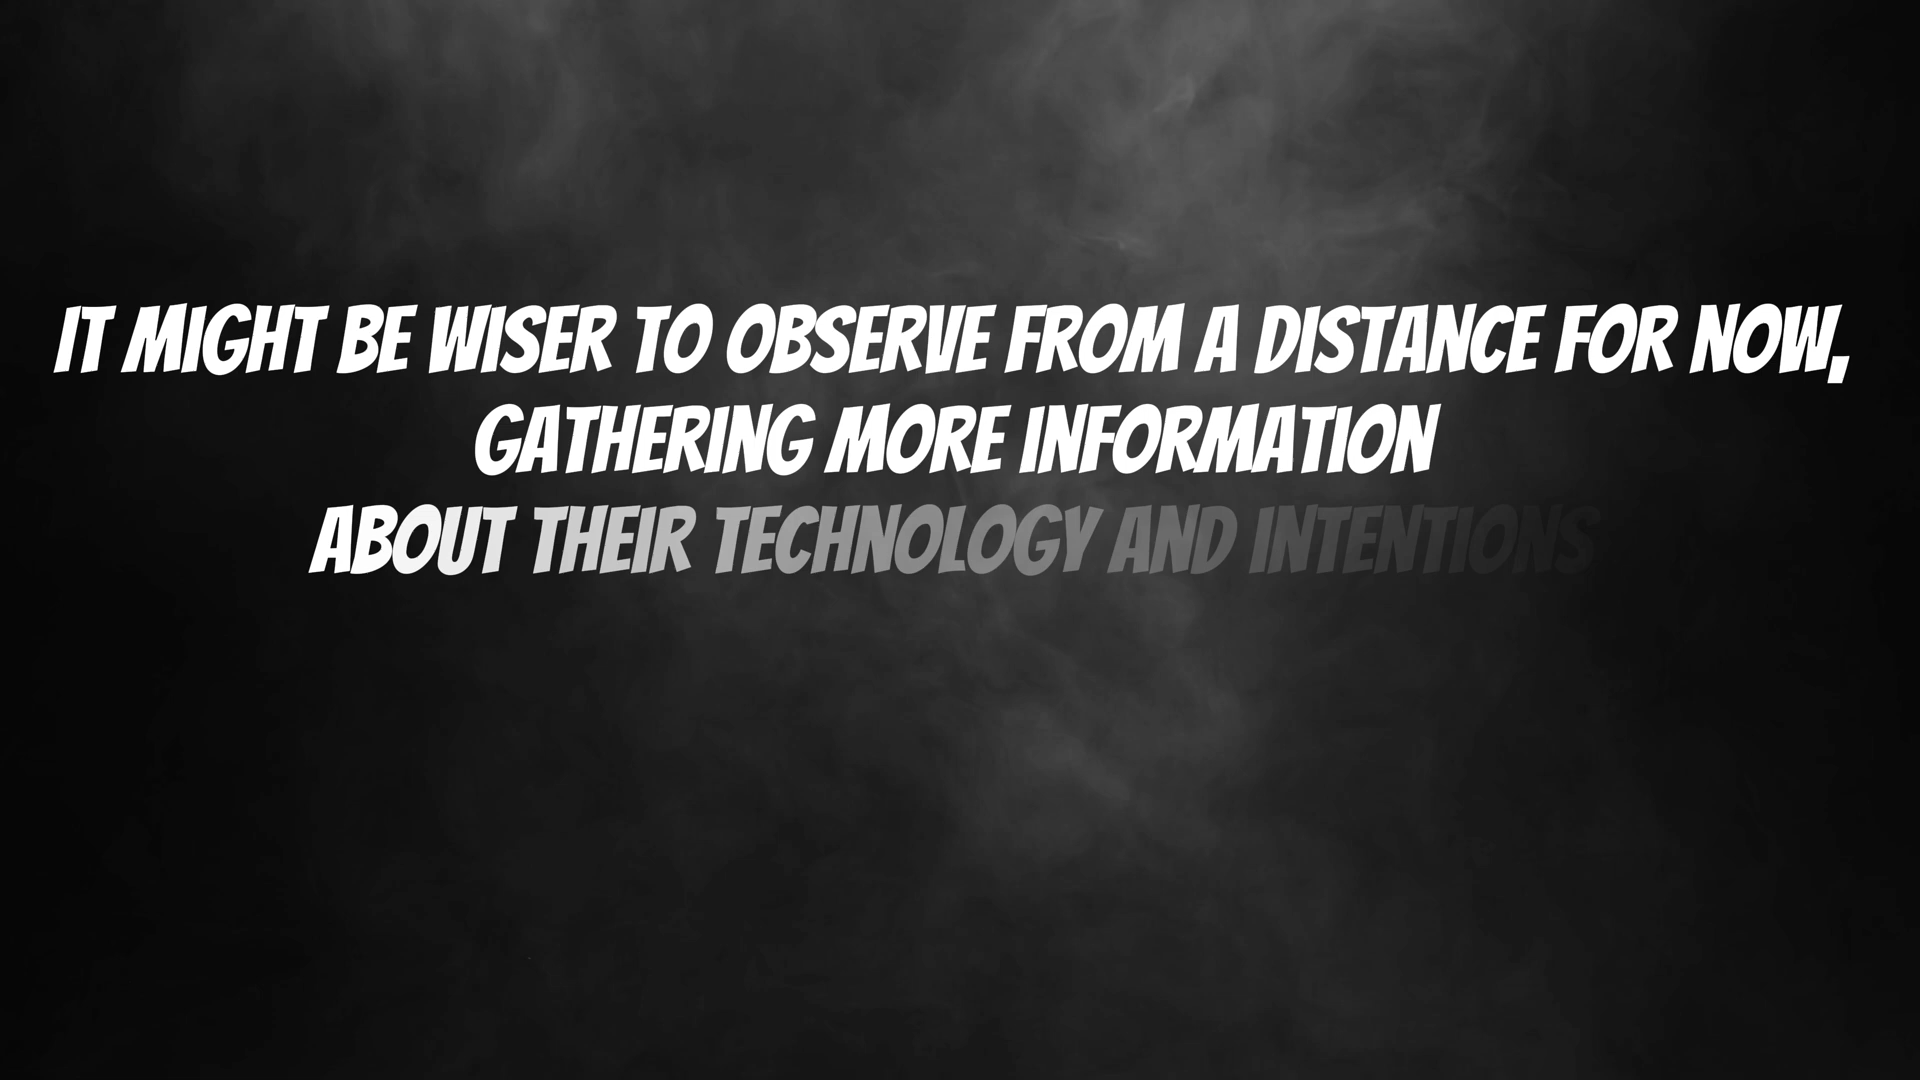 IT MIGHT BE WISER TO OBSERVE FROM A DISTANCE FOR NOW,
GATHERING MORE INFORMATION
ABOUT THEIR TECHNOLOGY AND INTENTIONS